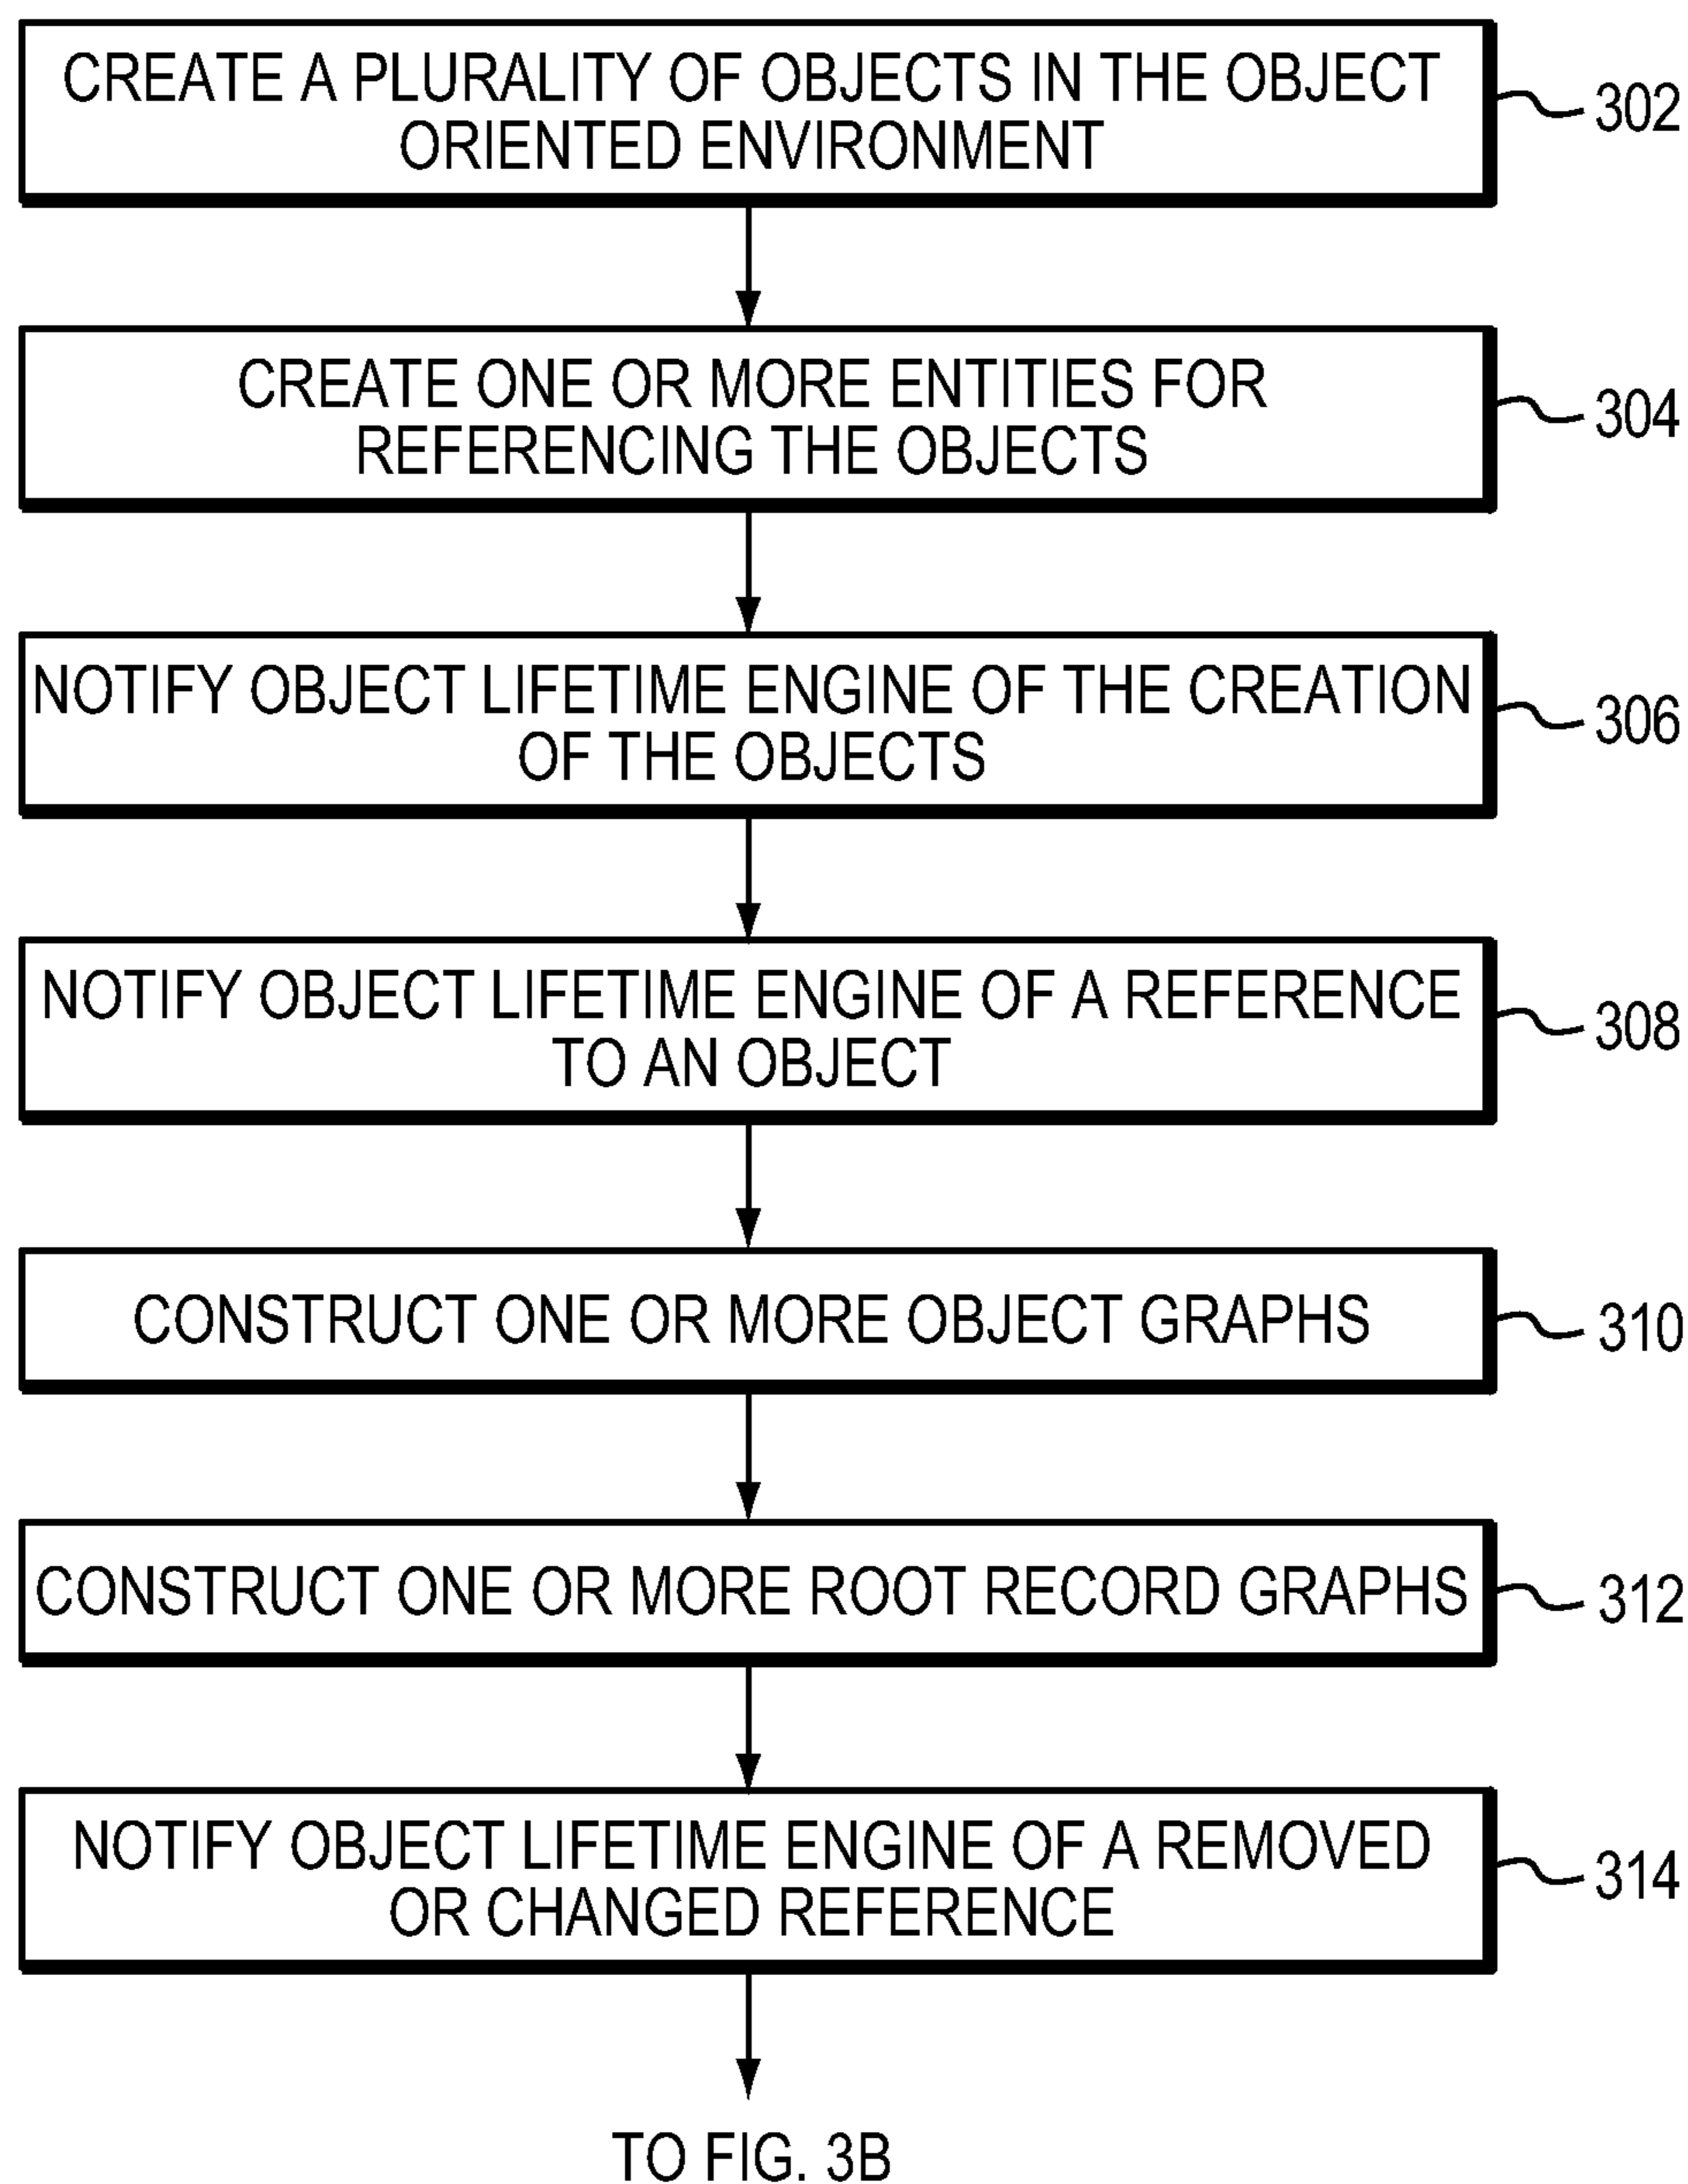 CREATE A PLURALITY OF OBJECTS IN THE OBJECT
ORIENTED ENVIRONMENT
302
CREATE ONE OR MORE ENTITIES FOR
REFERENCING THE OBJECTS
304
NOTIFY OBJECT LIFETIME ENGINE OF THE CREATION
OF THE OBJECTS
306
NOTIFY OBJECT LIFETIME ENGINE OF A REFERENCE
TO AN OBJECT
308
CONSTRUCT ONE OR MORE OBJECT GRAPHS
310
CONSTRUCT ONE OR MORE ROOT RECORD GRAPHS
312
NOTIFY OBJECT LIFETIME ENGINE OF A REMOVED
OR CHANGED REFERENCE
314
TO FIG. 3B